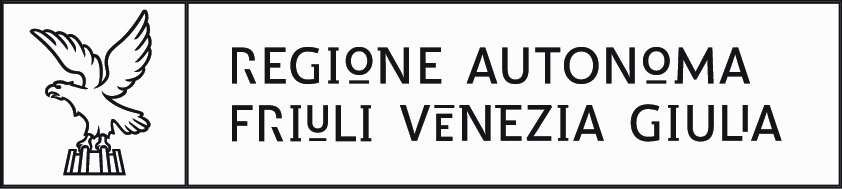 REGIONE AUTONOMA
FRIULI VENEZIA GIULIA